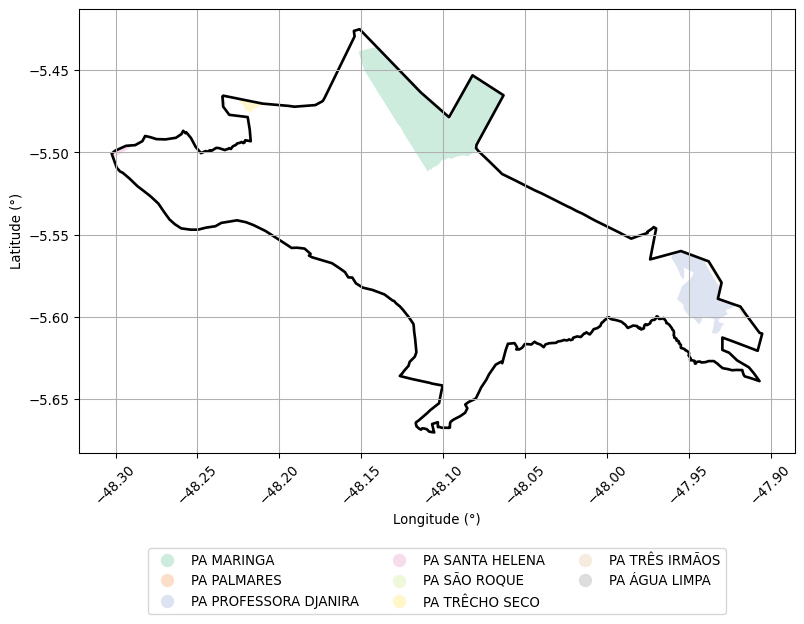 −5.45
−5.50
−5.55
−5.60
−5.65
Latitude (°)
−48.30
−48.25
−48.20
−48.15
−48.10
−48.05
−48.00
−47.95
−47.90
Longitude (°)
PA MARINGA
PA PALMARES
PA PROFESSORA DJANIRA
PA SANTA HELENA
PA SÃO ROQUE
PA TRÊCHO SECO
PA TRÊS IRMÃOS
PA ÁGUA LIMPA